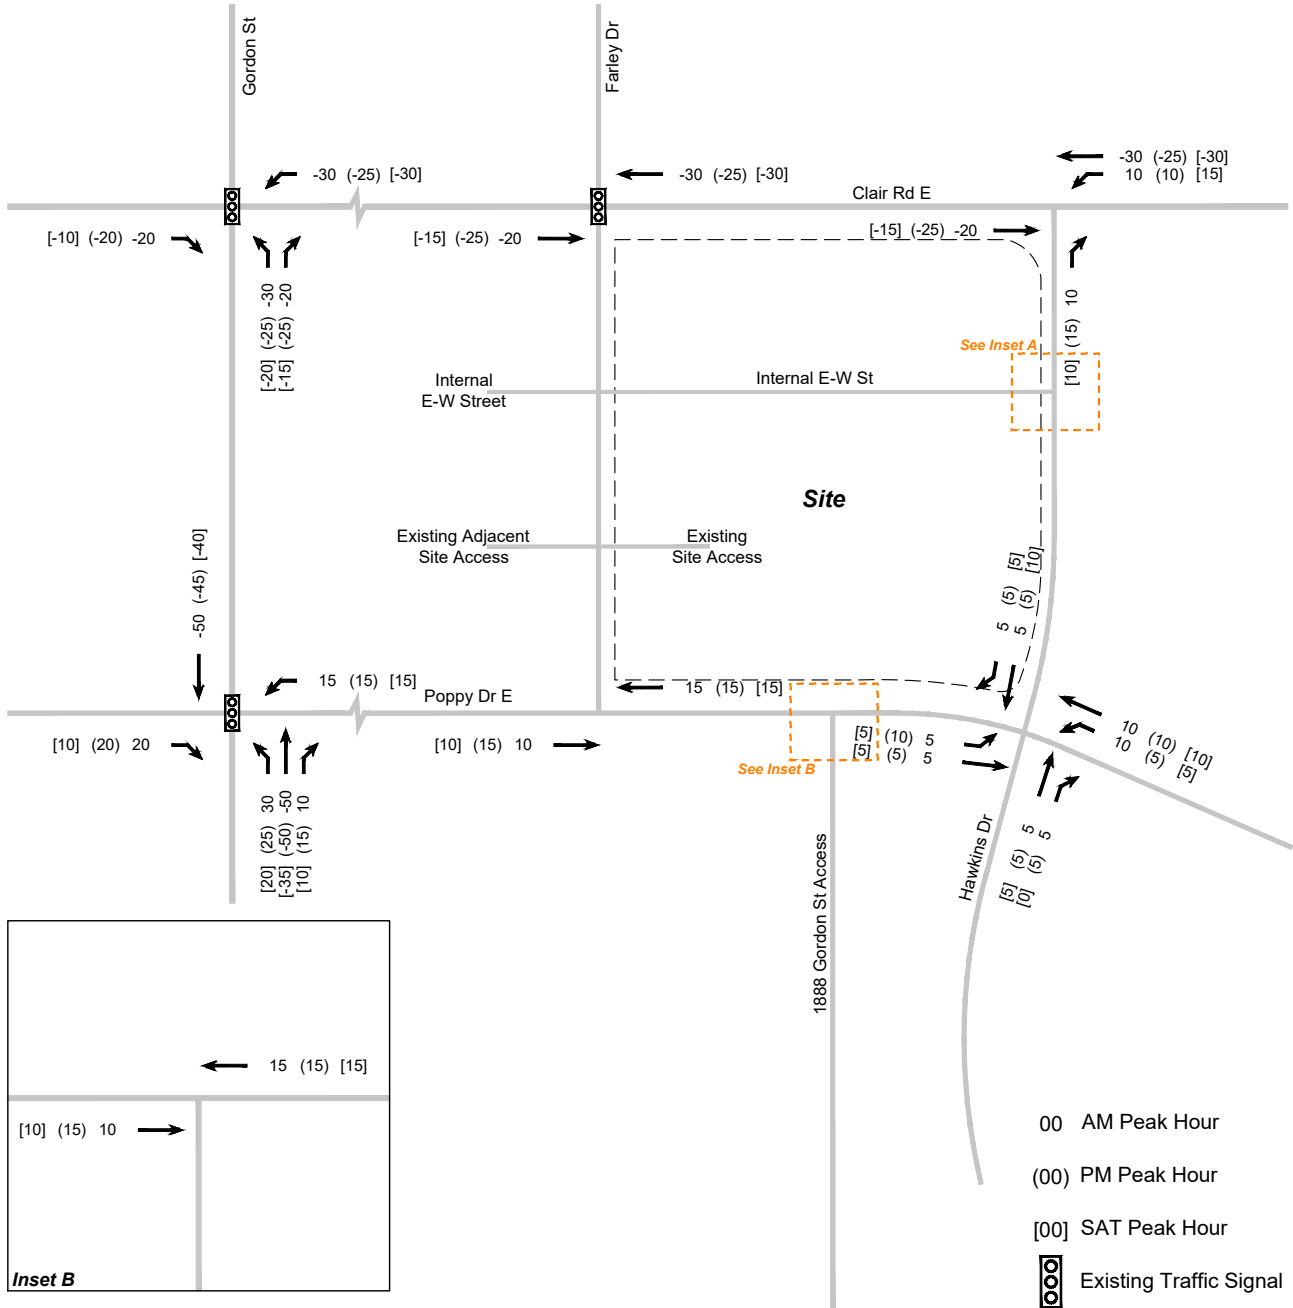 Gordon St
Farley Dr
-30 (-25) [-30]
-30 (-25) [-30]
-30 (-25) [-30]
10 (10) [15]
Clair Rd E
[-10] (-20) -20
[-15] (-25) -20
[-15] (-25) -20
[-20] (-25) -30
[-15] (-25) -20
[10] (15) 10
See Inset A
Internal
E-W Street
Internal E-W St
Site
Existing Adjacent
Site Access
Existing
Site Access
-50 (-45) [-40]
5 (5) [5]
5 (5) [10]
15 (15) [15]
Poppy Dr E
15 (15) [15]
[10] (20) 20
[10] (15) 10
[5] (10) 5
[5] (5) 5
See Inset B
10 (10) [10]
10 (5) [5]
[20] (25) 30
[-35] (-50) -50
[10] (15) 10
[5] (5) 5
[0] (5) 5
Hawkins Dr
1888 Gordon St Access
15 (15) [15]
[10] (15) 10
Inset B
00 AM Peak Hour
(00) PM Peak Hour
[00] SAT Peak Hour
Existing Traffic Signal